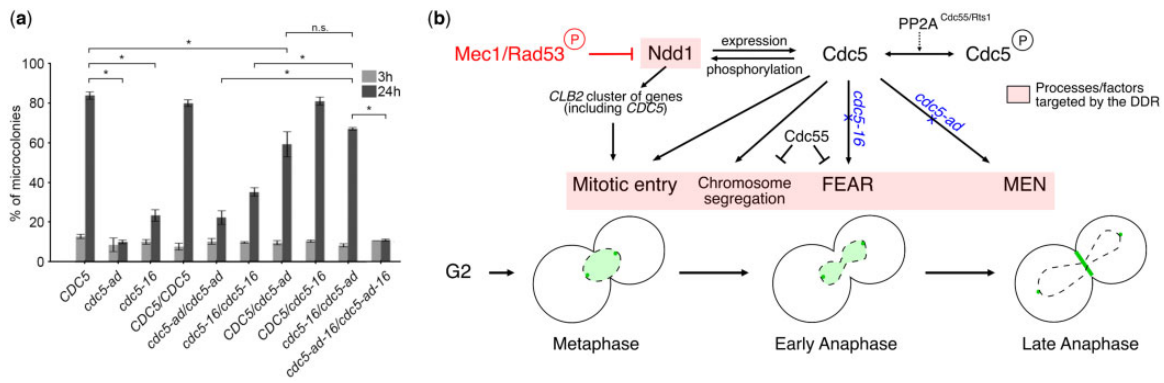 (a)
n.s.
*
*
*
*
*
*
3h
24h
% of microcolonies
100
80
60
40
20
0
CDC5
cdc5-ad
cdc5-16
CDC5/CDC5
cdc5-ad/cdc5-ad
cdc5-16/cdc5-16
CDC5/cdc5-ad
CDC5/cdc5-16
cdc5-16/cdc5-ad
cdc5-ad-16/cdc5-ad-16
(b)
PP2A Cdc55/Rts1
Mec1/Rad53 P
Ndd1
expression
phosphorylation
Cdc5
Cdc5 P
CLB2 cluster of genes
(including CDC5)
Cdc55
cdc5-16
cdc5-ad
Processes/factors
targeted by the DDR
Mitotic entry
Chromosome
segregation
FEAR
MEN
G2
Metaphase
Early Anaphase
Late Anaphase